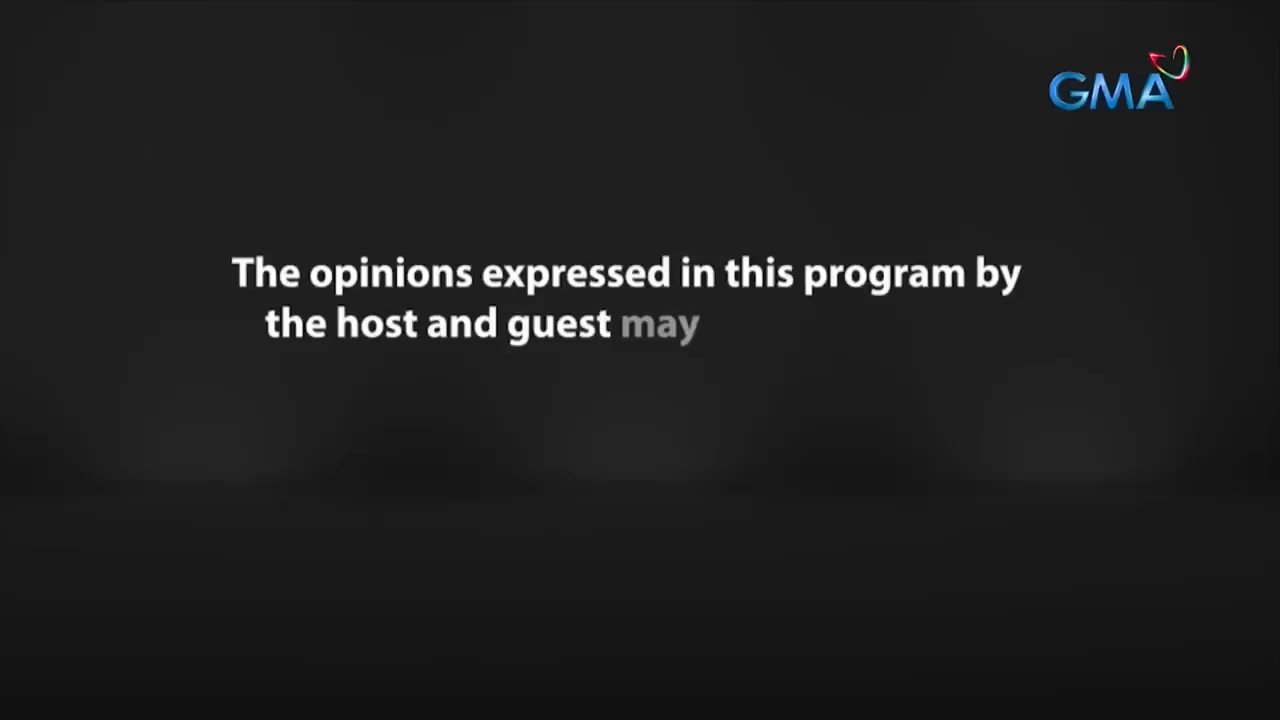 GMA
The opinions expressed in this program by
the host and guest may